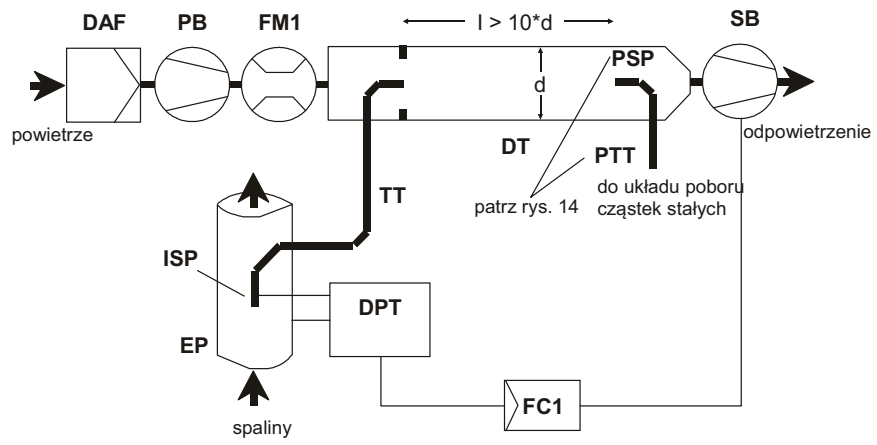 DAF
PB
FM1
l > 10*d
SB
PSP
d
powietrze
DT
PTT
odpowietrzenie
TT
patrz rys. 14
do układu poboru
cząstek stałych
ISP
DPT
EP
FC1
spaliny